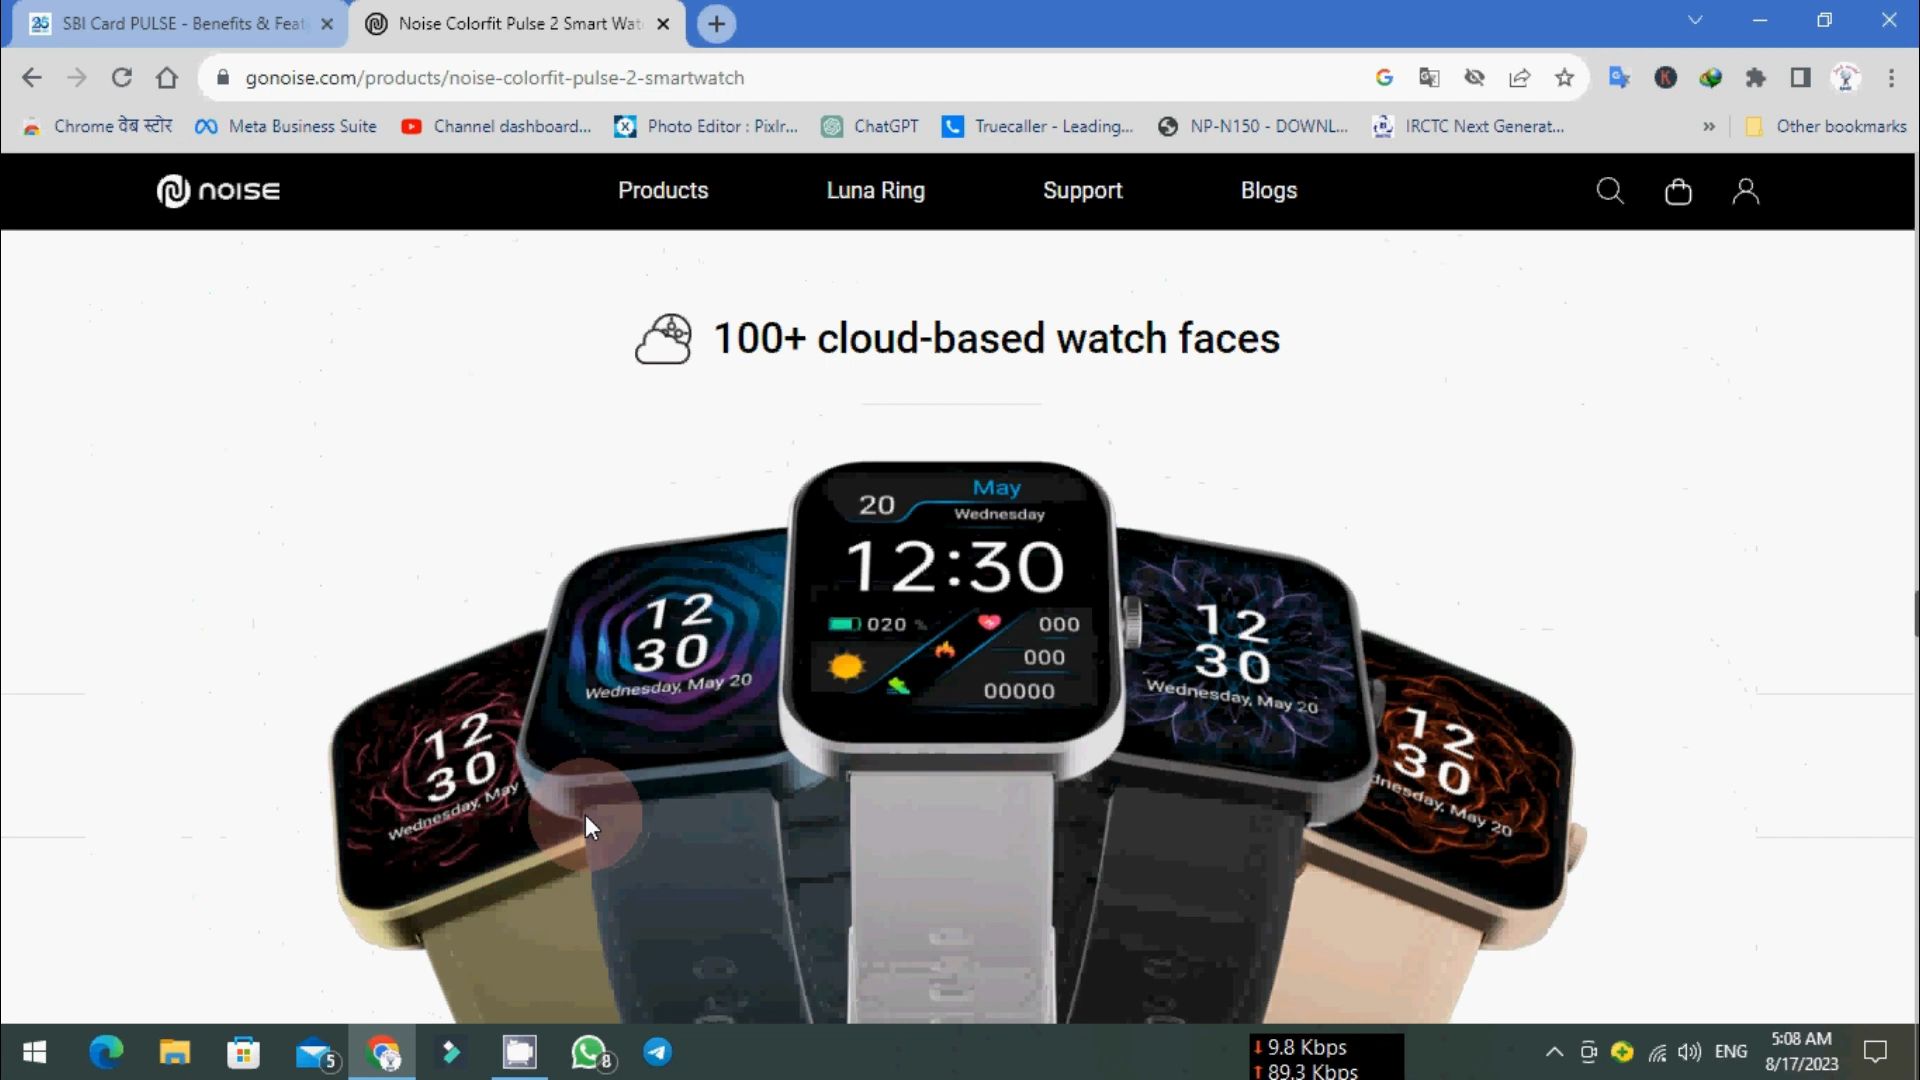 SBI Card PULSE - Benefits & Feat
Noise Colorfit Pulse 2 Smart Wat
gonoise.com/products/noise-colorfit-pulse-2-smartwatch
Chrome वेब स्टोर
Meta Business Suite
Channel dashboard...
Photo Editor : Pixlr...
ChatGPT
Truecaller - Leading...
NP-N150 - DOWNL...
IRCTC Next Generat...
Other bookmarks
NOISE
Products
Luna Ring
Support
Blogs
100+ cloud-based watch faces
20
May
Wednesday
12:30
020 %
000
000
00000
12
30
Wednesday, May 20
12
30
Wednesday, May 20
12
30
Wednesday, May
12
30
dnesday, May 20
5
8
9.8 Kbps
89.3 Kbps
ENG
5:08 AM
8/17/2023